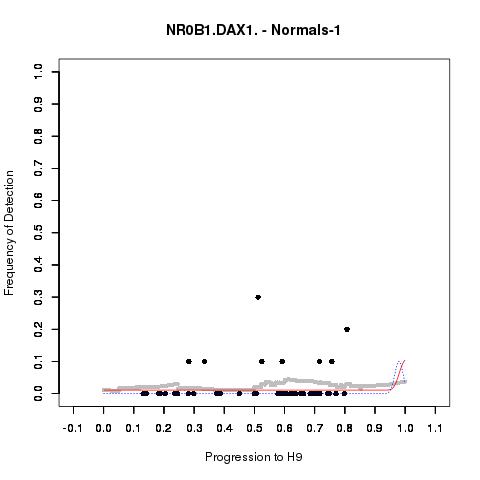 NR0B1.DAX1. - Normals-1
Frequency of Detection
1.0
0.9
0.8
0.7
0.6
0.5
0.4
0.3
0.2
0.1
0.0
-0.1 0.0 0.1 0.2 0.3 0.4 0.5 0.6 0.7 0.8 0.9 1.0 1.1
Progression to H9